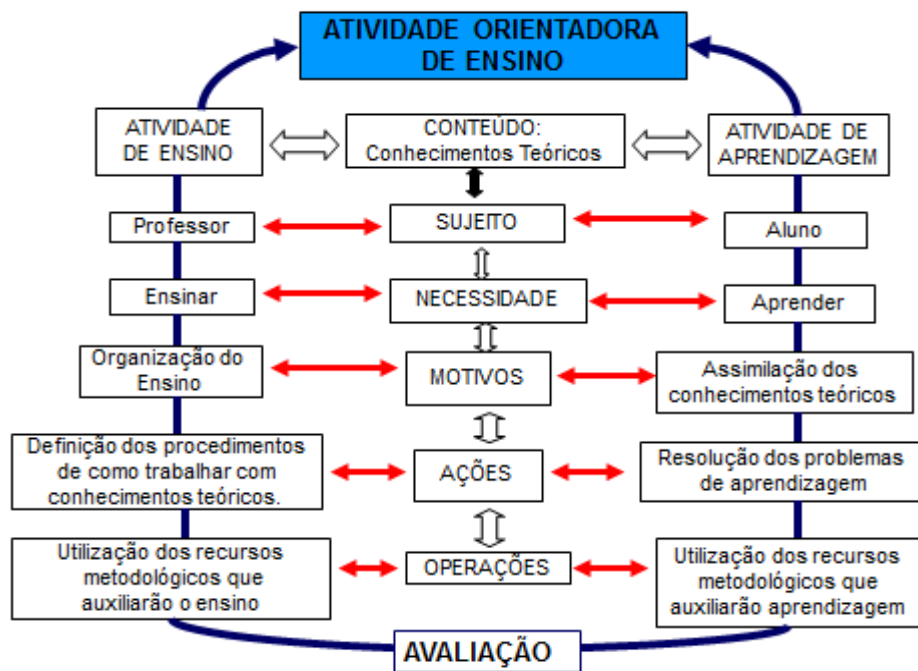 ATIVIDADE ORIENTADORA
DE ENSINO
ATIVIDADE
DE ENSINO
CONTEÚDO:
Conhecimentos Teóricos
ATIVIDADE DE
APRENDIZAGEM
Professor
SUJEITO
Aluno
Ensinar
NECESSIDADE
Aprender
Organização do
Ensino
MOTIVOS
Assimilação dos
conhecimentos teóricos
Definição dos procedimentos
de como trabalhar com
conhecimentos teóricos.
AÇÕES
Resolução dos problemas
de aprendizagem
Utilização dos recursos
metodológicos que
auxiliarão o ensino
OPERAÇÕES
Utilização dos recursos
metodológicos que
auxiliarão aprendizagem
AVALIAÇÃO